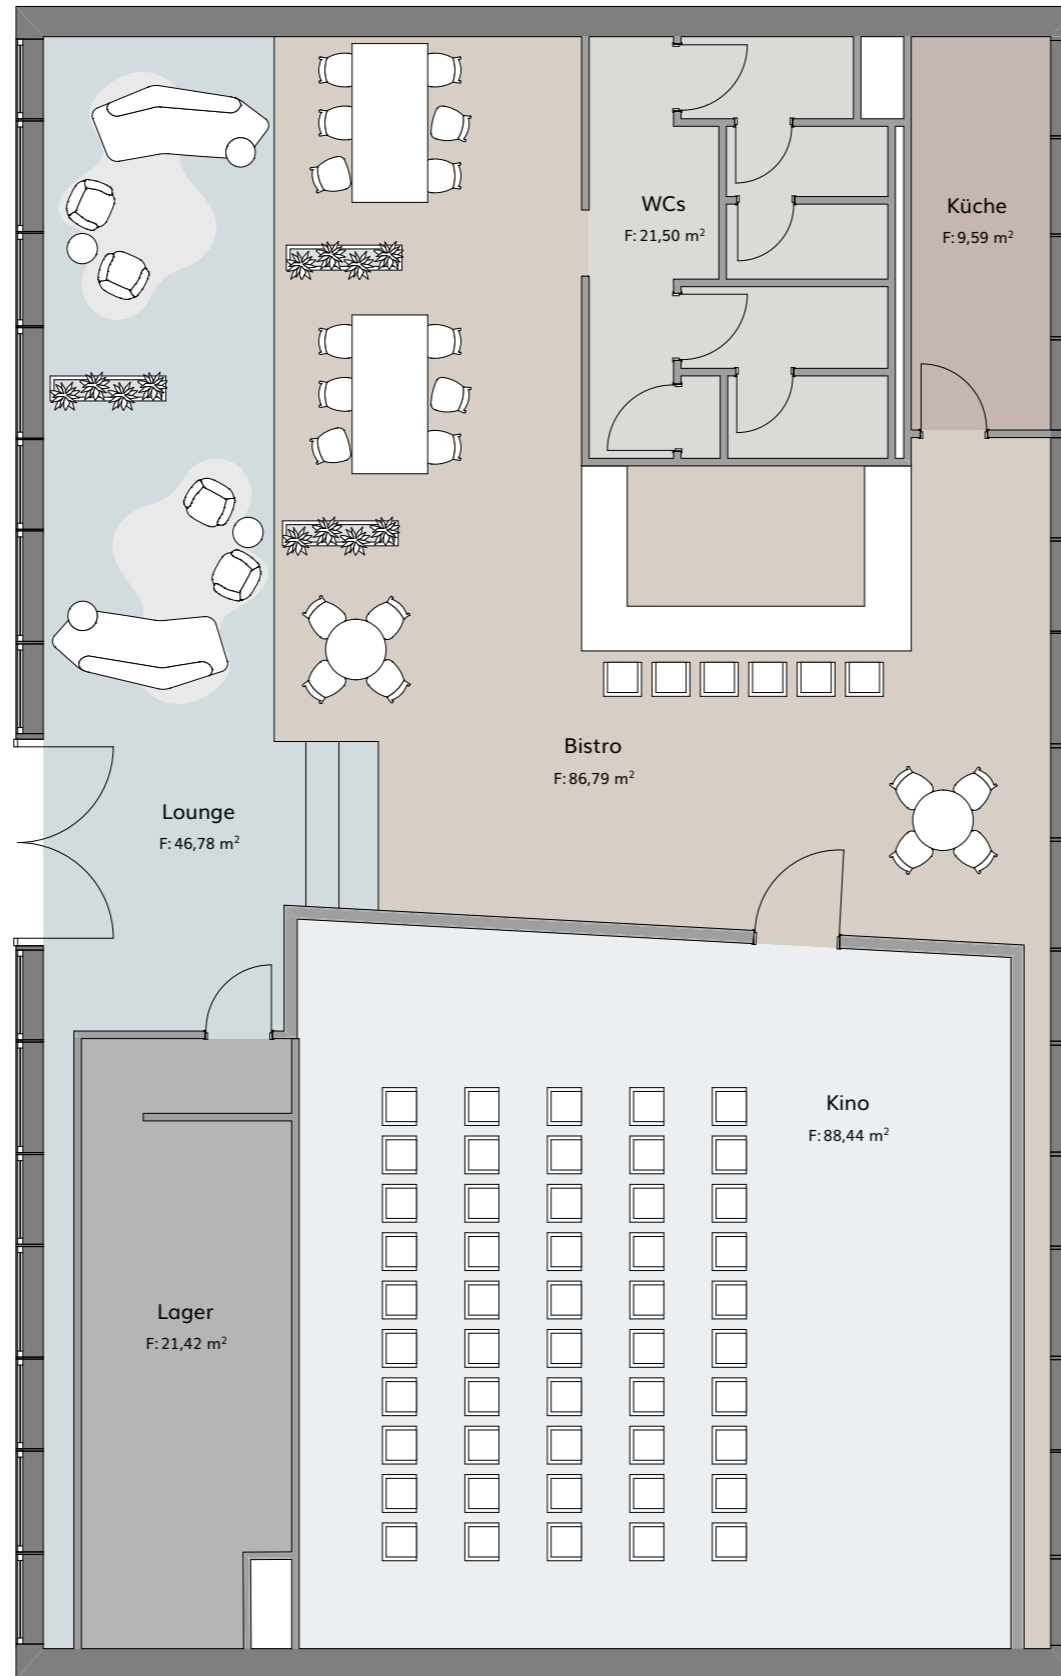 WCs
F: 21,50 m²
Küche
F: 9,59 m²
Bistro
F: 86,79 m²
Lounge
F: 46,78 m²
Kino
F: 88,44 m²
Lager
F: 21,42 m²